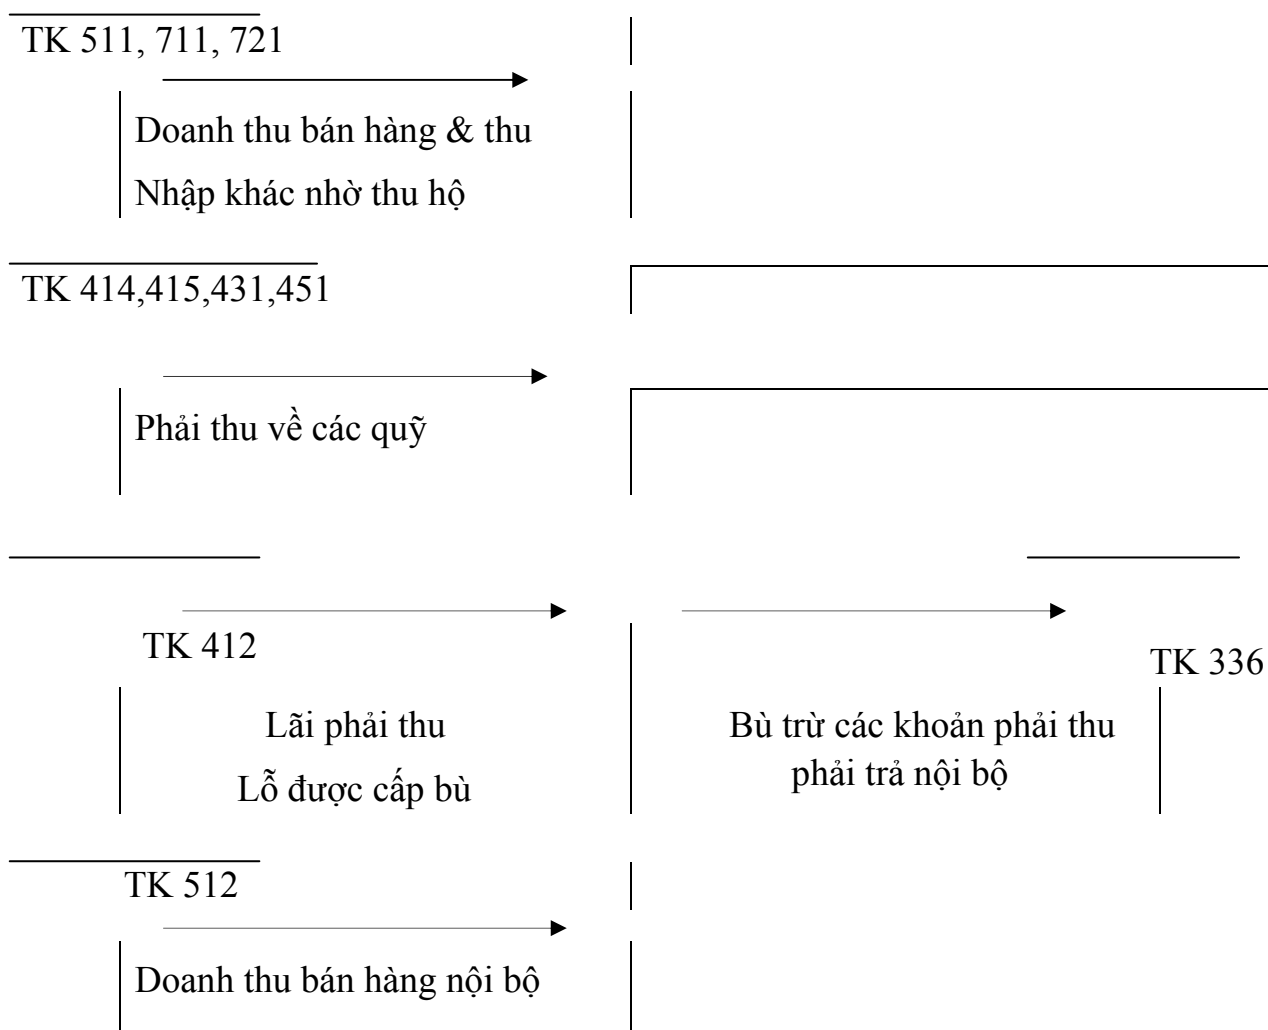 TK 511, 711, 721
Doanh thu bán hàng & thu
Nhập khác nhờ thu hộ
TK 414,415,431,451
Phải thu về các quỹ
TK 412
TK 336
Lãi phải thu
Lỗ được cấp bù
Bù trừ các khoản phải thu
phải trả nội bộ
TK 512
Doanh thu bán hàng nội bộ